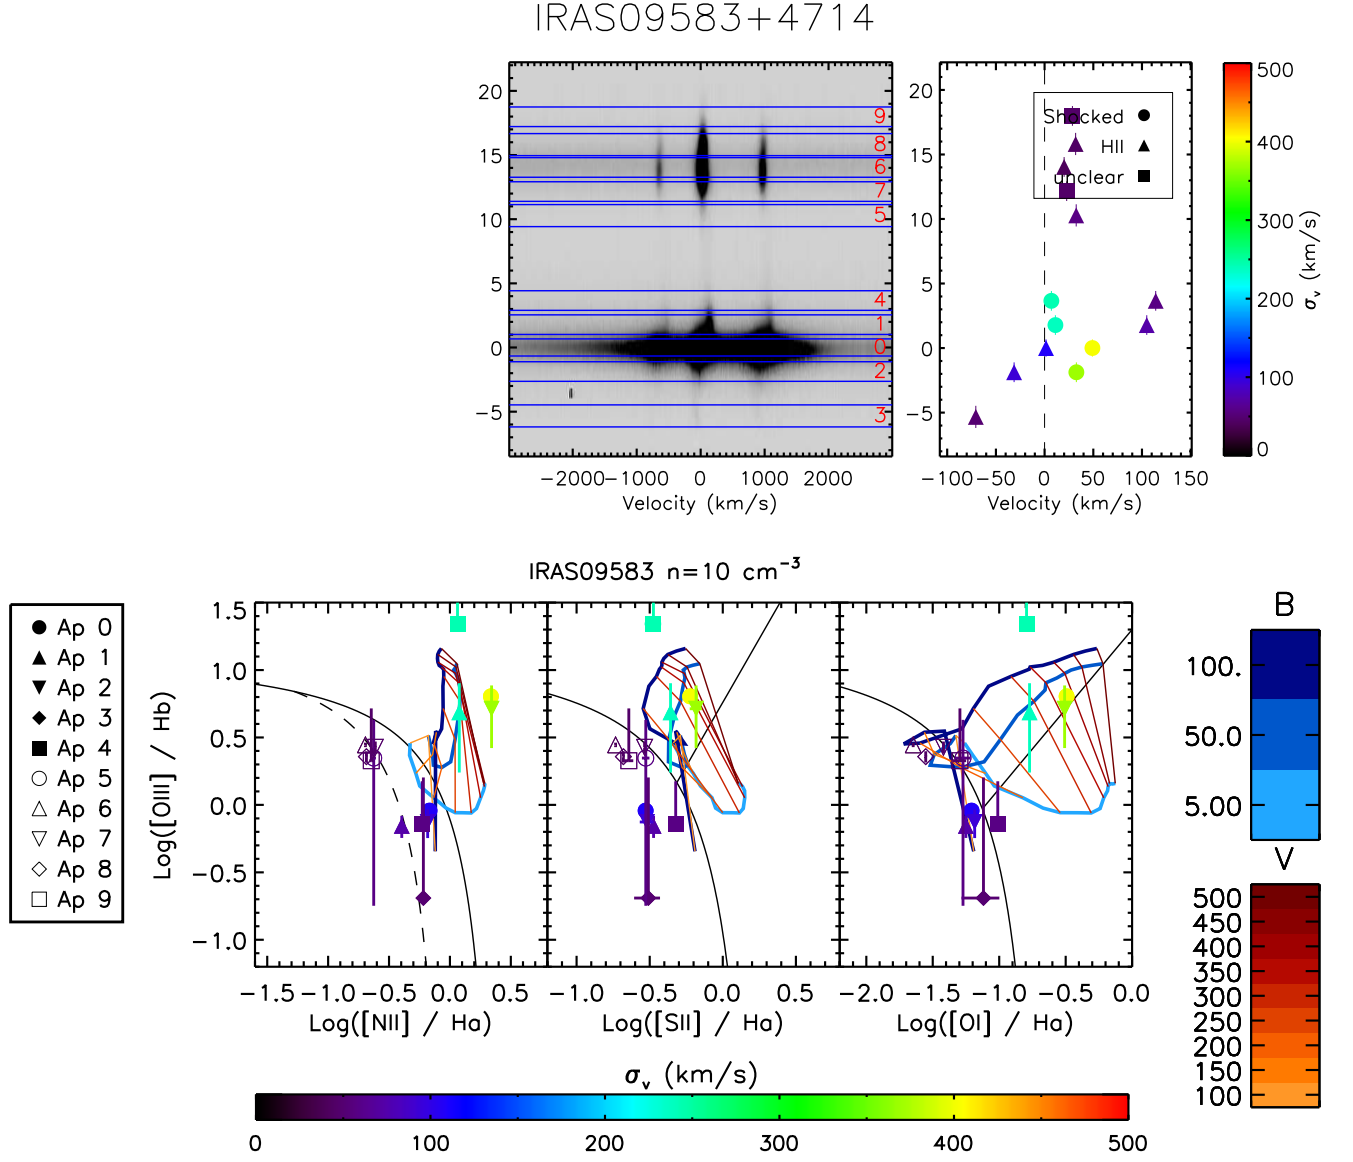 IRAS09583+4714
20
15
10
5
0
−5
9
8
6
7
5
4
1
0
2
3
−2000 −1000 0 1000 2000
Velocity (km/s)
20
15
10
5
0
−5
Shocked
HII
unclear
−100 −50 0 50 100 150
Velocity (km/s)
500
400
300
200
100
0
σv (km/s)
IRAS09583 n=10 cm−3
Ap 0
Ap 1
Ap 2
Ap 3
Ap 4
Ap 5
Ap 6
Ap 7
Ap 8
Ap 9
Log([OIII] / Hb)
1.5
1.0
0.5
0.0
−0.5
−1.0
−1.5 −1.0 −0.5 0.0 0.5
Log([NII] / Ha)
−1.0 −0.5 0.0 0.5
Log([SII] / Ha)
−2.0 −1.5 −1.0 −0.5 0.0
Log([OI] / Ha)
B
100.
50.0
5.00
V
500
450
400
350
300
250
200
150
100
σv (km/s)
0 100 200 300 400 500